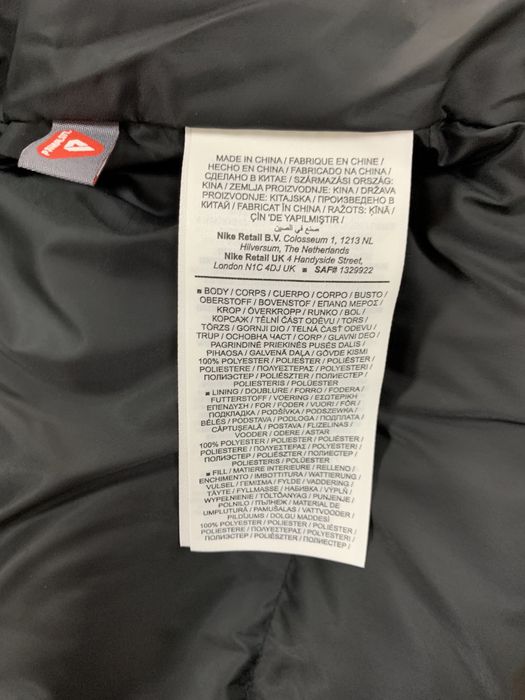 PRIMALOFT
MADE IN CHINA / FABRIQUE EN CHINE /
HECHO EN CHINA / FABRICADO NA CHINA /
СДЕЛАНО В КИТАЕ / SZÁRMAZÁSI ORSZÁG:
KÍNA / ZEMLJA PROIZVODNJE: KINA / DRŽAVA
PROIZVODNJE: KITAJSKA / ПРОИЗВЕДЕНО В
КИТАЙ / FABRICAT ÎN CHINA / RAŽOTS: ĶĪNĀ /
ÇİN 'DE YAPILMIŞTIR /
صنع في الصين
Nike Retail B.V. Colosseum 1, 1213 NL
Hilversum, The Netherlands
Nike Retail UK 4 Handyside Street,
London N1C 4DJ UK ■ SAF# 1329922
■ BODY / CORPS / CUERPO / CORPO / BUSTO /
OBERSTOFF / BOVENSTOF / ΕΠΑΝΩ ΜΕΡΟΣ /
KROP / ÖVERKROPP / RUNKO / BOL /
КОРСАЖ / TĚLNÍ ČÁST ODĚVU / TORS /
TÖRZS / GORNJI DIO / TELNÁ ČASŤ ODEVU /
TRUP / ОСНОВНА ЧАСТ / CORP / GLAVNI DEO /
PAGRINDINĖ PRIEKINĖS PUSĖS DALIS /
PIHAOSA / GALVENĀ DAĻA / GÖVDE KISMI
100% POLYESTER / POLIESTER / POLIÉSTER /
POLIESTERE / ΠΟΛΥΕΣΤΕΡΑΣ / POLYESTERI /
ПОЛИЭСТЕР / POLIÉSZTER / ПОЛИЕСТЕР /
POLIESTERIS / POLÜESTER
■ LINING / DOUBLURE / FORRO / FODERA /
FUTTERSTOFF / VOERING / ΕΣΩΤΕΡΙΚΗ
ΕΠΕΝΔΥΣΗ / FOR / FODER / VUORI / FÔR /
ПОДКЛАДКА / PODŠÍVKA / PODSZEWKA /
BÉLÉS / PODSTAVA / PODLOGA / ПОДПЛАТА /
CĂPTUŞEALĂ / POSTAVA / FLIZELINAS /
VOODER / ODERE / ASTAR
100% POLYESTER / POLIESTER / POLIÉSTER /
POLIESTERE / ΠΟΛΥΕΣΤΕΡΑΣ / POLYESTERI /
ПОЛИЭСТЕР / POLIÉSZTER / ПОЛИЕСТЕР /
POLIESTERIS / POLÜESTER
■ FILL / MATIERE INTERIEURE / RELLENO /
ENCHIMENTO / IMBOTTITURA / WATTIERUNG /
VULSEL / ΓΕΜΙΣΜΑ / FYLDE / VADDERING /
TÄYTE / FYLLMASSE / НАБИВКА / VÝPLŇ /
WYPEŁNIENIE / TÖLTŐANYAG / PUNJENJE /
POLNILO / ПЪЛНЕЖ / MATERIAL DE
UMPLUTURĂ / PAMUŠALAS / VATTVOODER /
PILDĪJUMS / DOLGU MADDESİ
100% POLYESTER / POLIESTER / POLIÉSTER /
POLIESTERE / ΠΟΛΥΕΣΤΕΡΑΣ / POLYESTERI /
ПОЛИЭСТЕР / POLIÉSZTER / ПОЛИЕСТЕР /